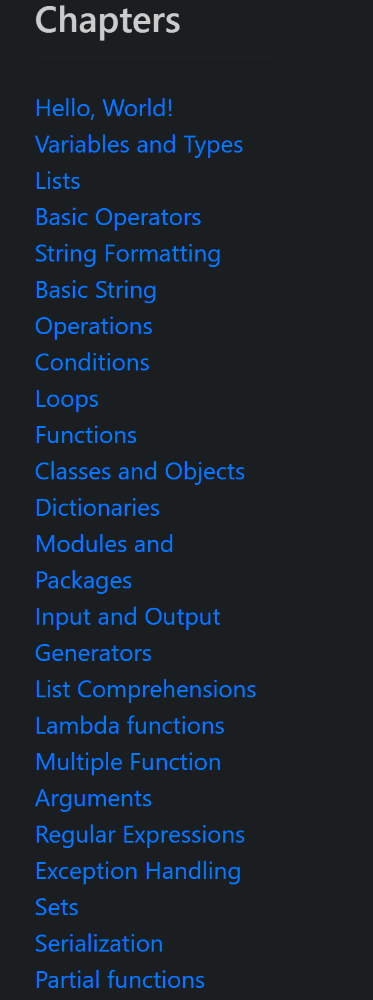 Chapters
Hello, World!
Variables and Types
Lists
Basic Operators
String Formatting
Basic String
Operations
Conditions
Loops
Functions
Classes and Objects
Dictionaries
Modules and
Packages
Input and Output
Generators
List Comprehensions
Lambda functions
Multiple Function
Arguments
Regular Expressions
Exception Handling
Sets
Serialization
Partial functions